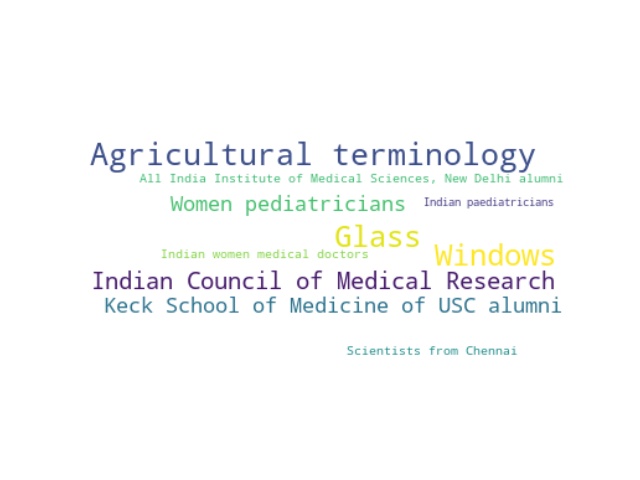 Agricultural terminology
All India Institute of Medical Sciences, New Delhi alumni
Women pediatricians
Indian paediatricians
Glass
Windows
Indian women medical doctors
Indian Council of Medical Research
Keck School of Medicine of USC alumni
Scientists from Chennai